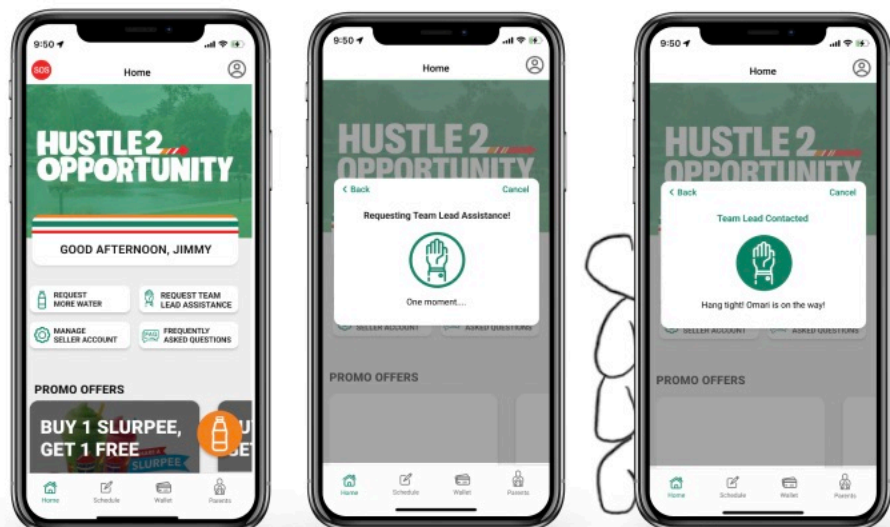 9:50
SOS
Home
HUSTLE 2
OPPORTUNITY
GOOD AFTERNOON, JIMMY
REQUEST
MORE WATER
REQUEST TEAM
LEAD ASSISTANCE
MANAGE
SELLER ACCOUNT
FAQ
FREQUENTLY
ASKED QUESTIONS
PROMO OFFERS
BUY 1 SLURPEE,
GET 1 FREE
SLURPEE
Home
Schedule
Wallet
Parents
9:50
Home
HUSTLE 2
OPPORTUNITY
< Back
Cancel
Requesting Team Lead Assistance!
One moment....
SELLER ACCOUNT
ASKED QUESTIONS
PROMO OFFERS
Home
Schedule
Wallet
Parents
9:50
Home
HUSTLE 2
OPPORTUNITY
< Back
Cancel
Team Lead Contacted
Hang tight! Omari is on the way!
SELLER ACCOUNT
ASKED QUESTIONS
PROMO OFFERS
Home
Schedule
Wallet
Parents